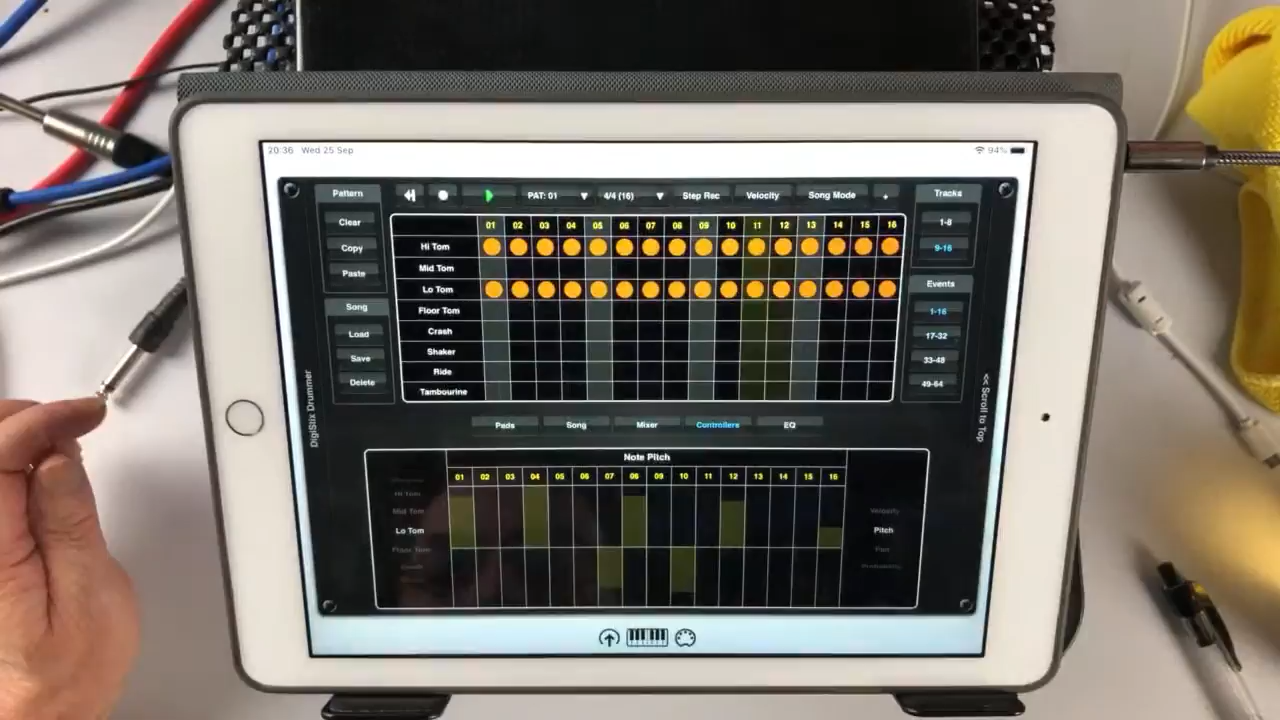 20:36 Wed 25 Sep 94%
Pattern PAT: 01 4/4 (16) Step Rec Velocity Song Mode + Tracks
Clear 01 02 03 04 05 06 07 08 09 10 11 12 13 14 15 16 1-8
Copy Hi Tom 9-16
Paste Mid Tom
Lo Tom Events
Song Floor Tom 1-16
Load Crash 17-32
Save Shaker 33-48
Delete Ride 49-64
Tambourine
DigiStix Drummer
<< Scroll to Top
Pads Song Mixer Controllers EQ
Note Pitch
01 02 03 04 05 06 07 08 09 10 11 12 13 14 15 16
Hi Tom
Mid Tom Velocity
Lo Tom Pitch
Floor Tom Pan
Crash Probability